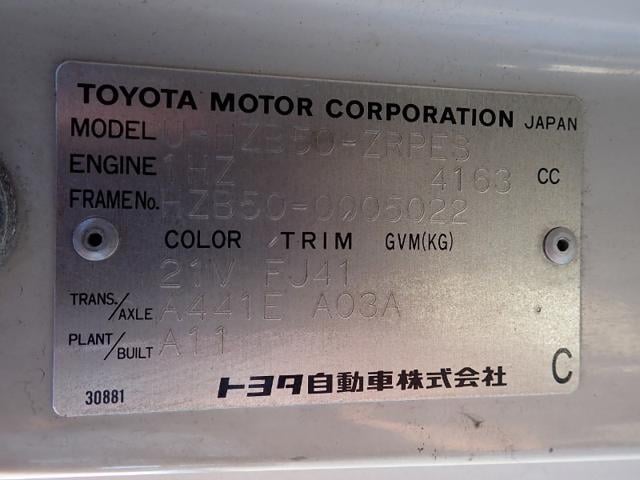 TOYOTA MOTOR CORPORATION JAPAN
MODEL U-HZB50-ZRPES
ENGINE 1HZ 4163 CC
FRAME No. HZB50-0005022
COLOR / TRIM GVM(KG)
21V FJ41
TRANS./AXLE A441E A03A
PLANT/BUILT A11
30881 トヨタ自動車株式会社 C